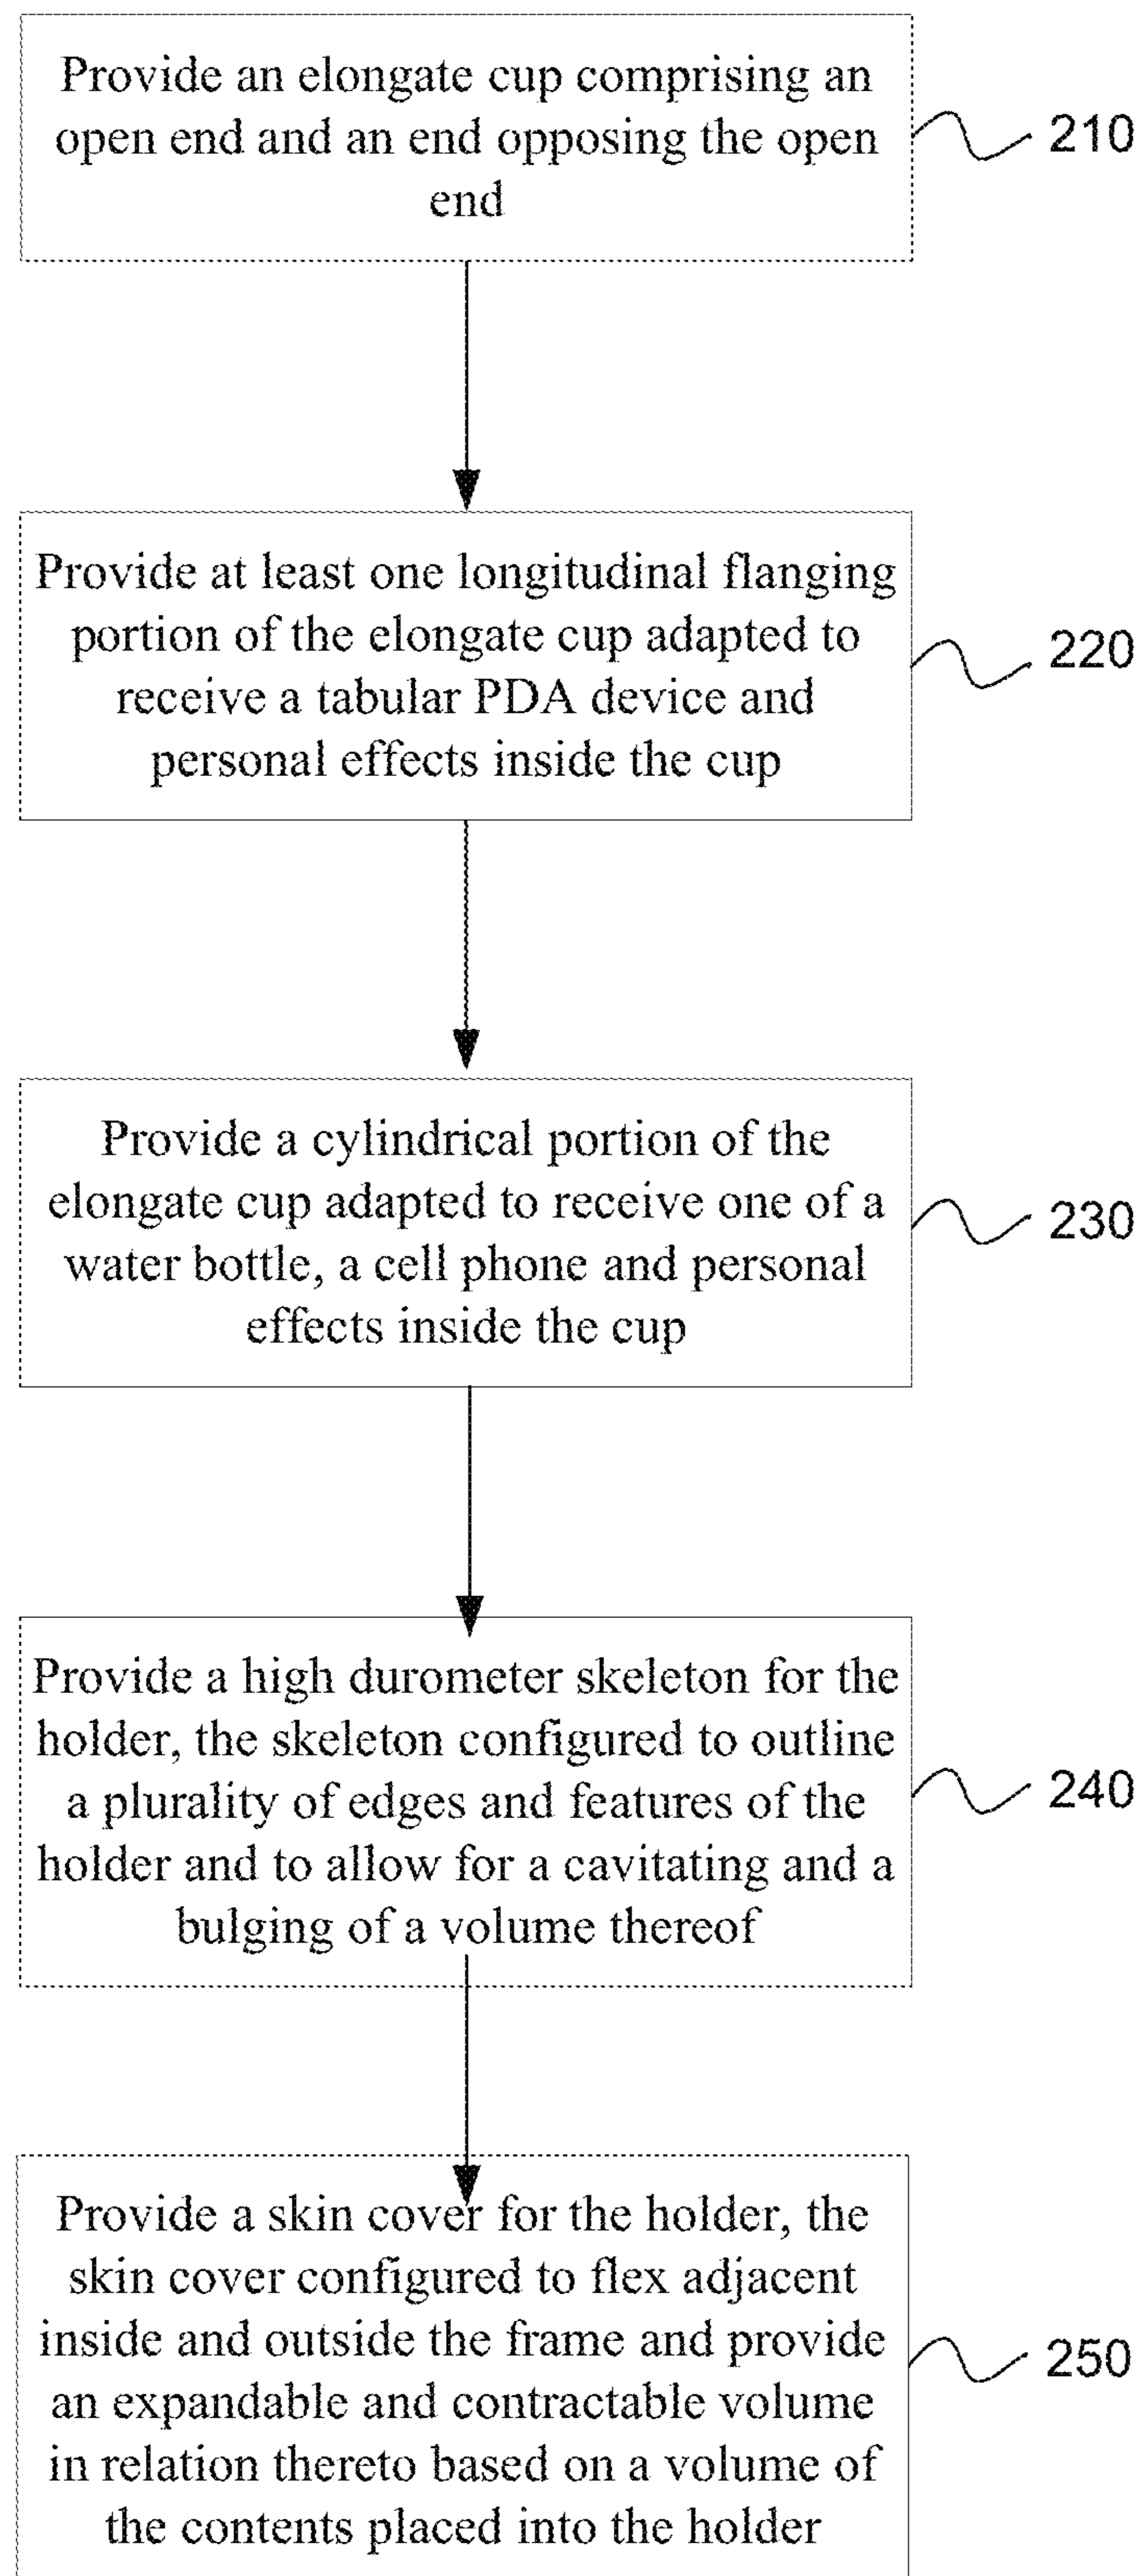 Provide an elongate cup comprising an
open end and an end opposing the open
end
210
Provide at least one longitudinal flanging
portion of the elongate cup adapted to
receive a tabular PDA device and
personal effects inside the cup
220
Provide a cylindrical portion of the
elongate cup adapted to receive one of a
water bottle, a cell phone and personal
effects inside the cup
230
Provide a high durometer skeleton for the
holder, the skeleton configured to outline
a plurality of edges and features of the
holder and to allow for a cavitating and a
bulging of a volume thereof
240
Provide a skin cover for the holder, the
skin cover configured to flex adjacent
inside and outside the frame and provide
an expandable and contractable volume
in relation thereto based on a volume of
the contents placed into the holder
250